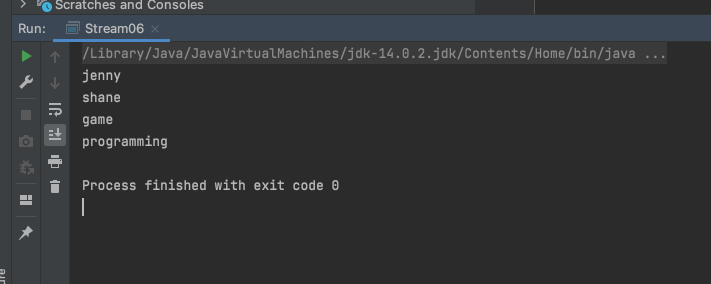 Scratches and Consoles
Run: Stream06
/Library/Java/JavaVirtualMachines/jdk-14.0.2.jdk/Contents/Home/bin/java ...
jenny
shane
game
programming
Process finished with exit code 0